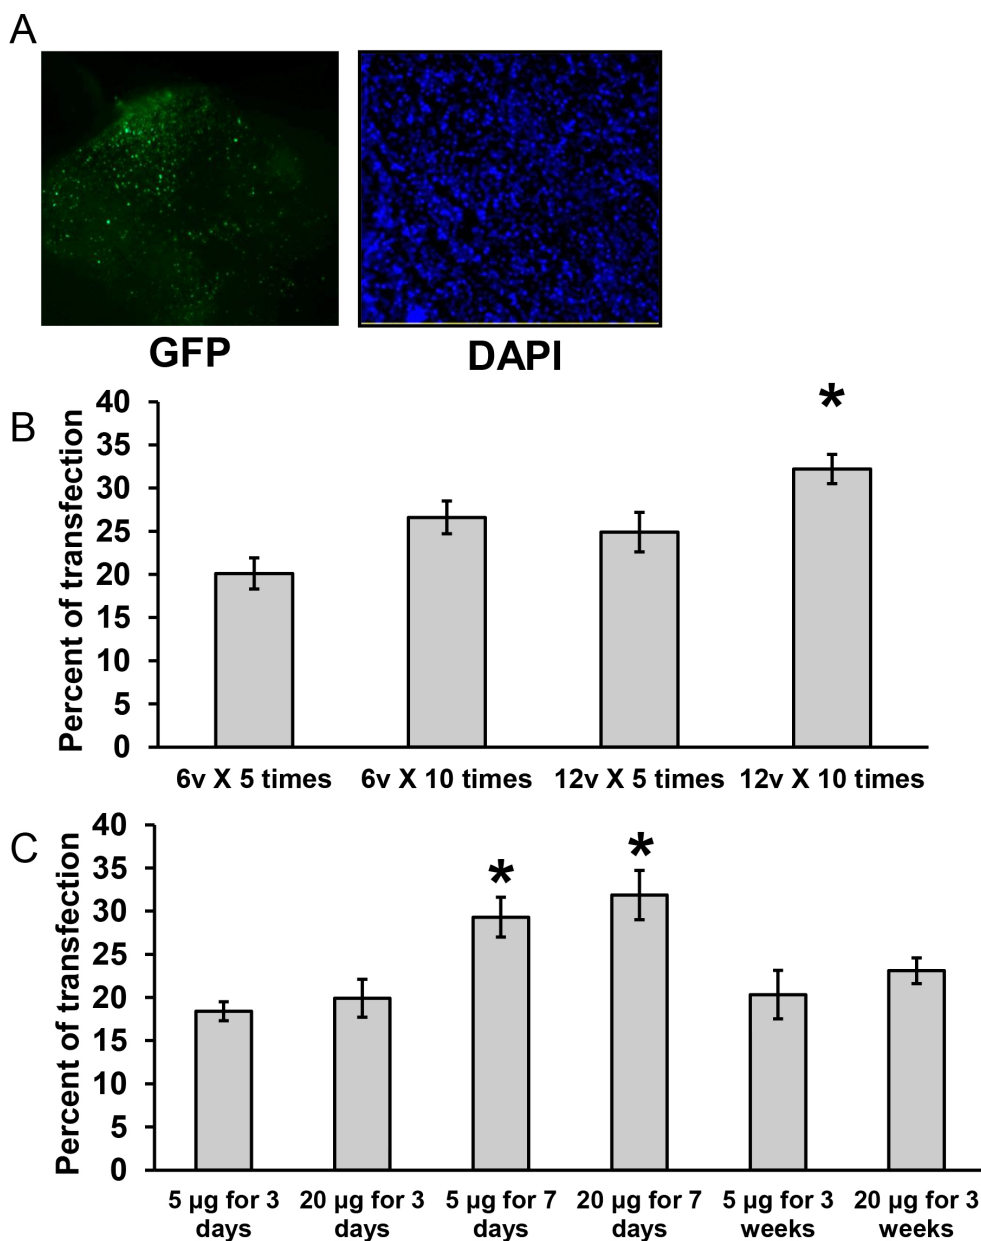 A
GFP
DAPI
B
Percent of transfection
40
35
30
25
20
15
10
5
0
*
6v X 5 times
6v X 10 times
12v X 5 times
12v X 10 times
C
Percent of transfection
40
35
30
25
20
15
10
5
0
*
*
5 µg for 3
days
20 µg for 3
days
5 µg for 7
days
20 µg for 7
days
5 µg for 3
weeks
20 µg for 3
weeks